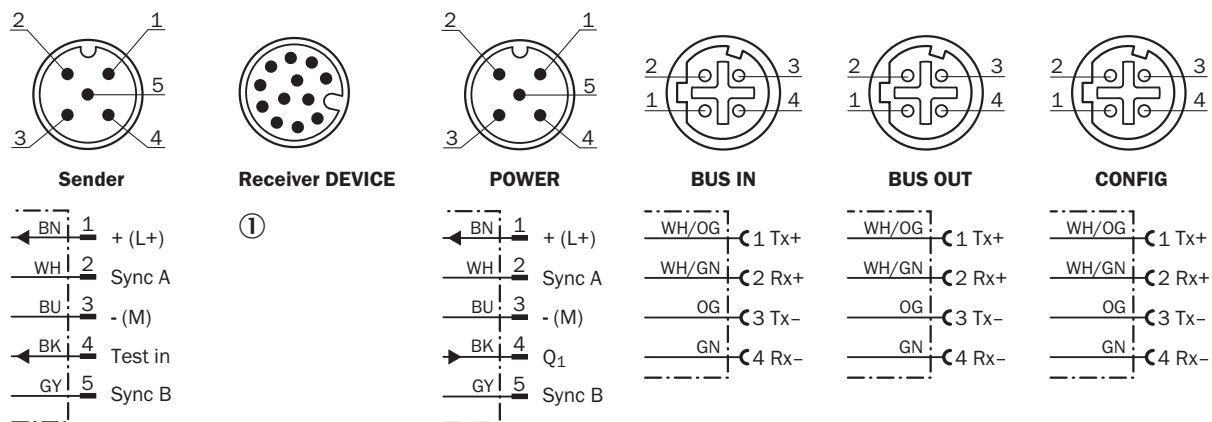 2 1
5
3 4
Sender
BN 1 + (L+)
WH 2 Sync A
BU 3 - (M)
BK 4 Test in
GY 5 Sync B
Receiver DEVICE
①
2 1
5
3 4
POWER
BN 1 + (L+)
WH 2 Sync A
BU 3 - (M)
BK 4 Q1
GY 5 Sync B
2 3
1 4
BUS IN
WH/OG 1 Tx+
WH/GN 2 Rx+
OG 3 Tx–
GN 4 Rx–
2 3
1 4
BUS OUT
WH/OG 1 Tx+
WH/GN 2 Rx+
OG 3 Tx–
GN 4 Rx–
2 3
1 4
CONFIG
WH/OG 1 Tx+
WH/GN 2 Rx+
OG 3 Tx–
GN 4 Rx–